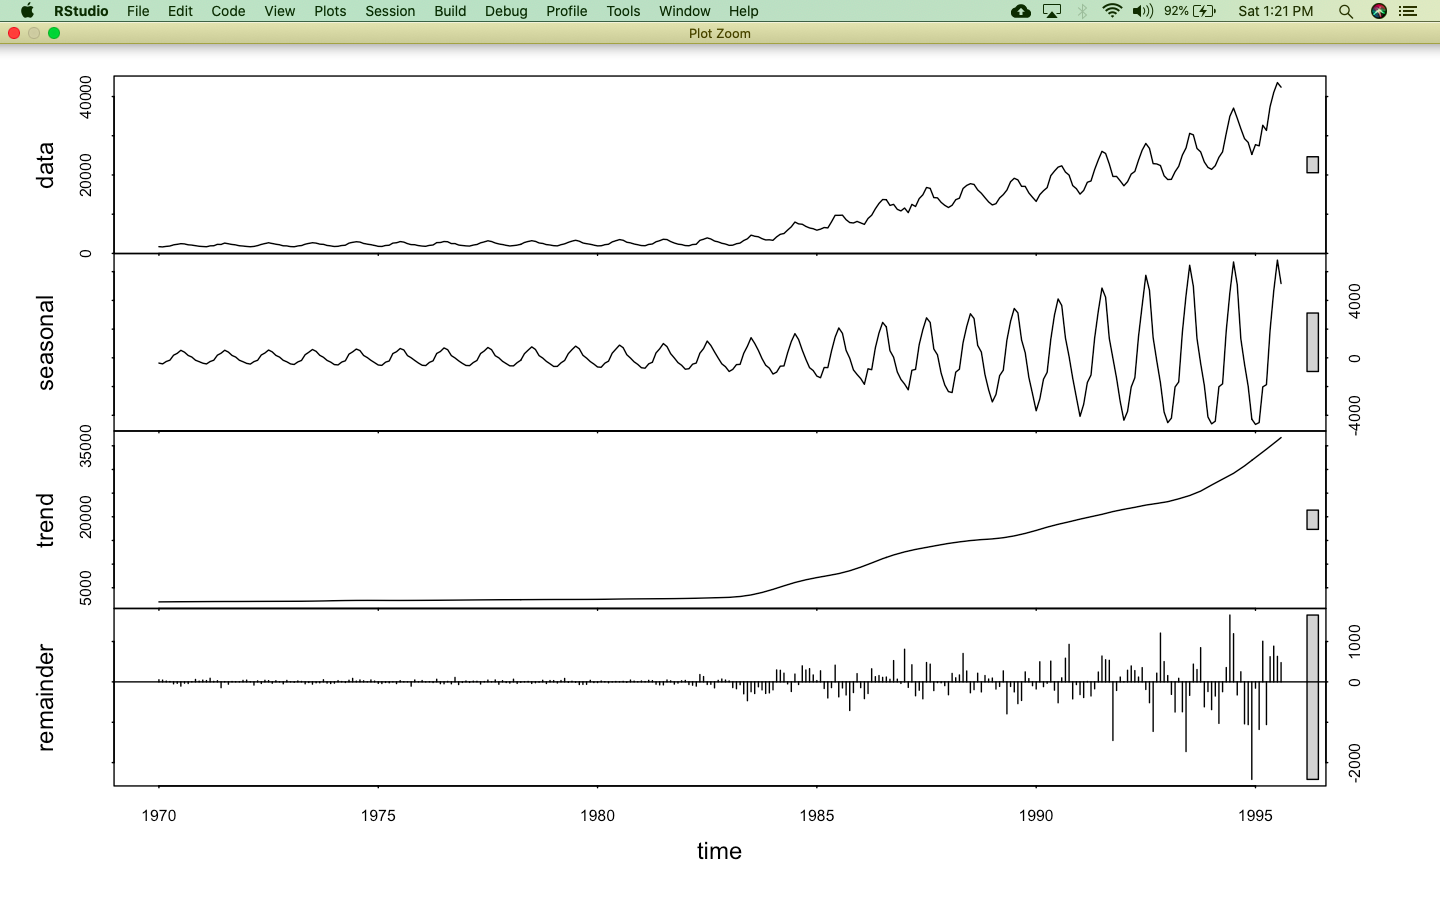 RStudio File Edit Code View Plots Session Build Debug Profile Tools Window Help 92% Sat 1:21 PM
Plot Zoom
data
0 20000 40000
seasonal
-4000 0 4000
trend
5000 20000 35000
remainder
-2000 0 1000
1970 1975 1980 1985 1990 1995
time